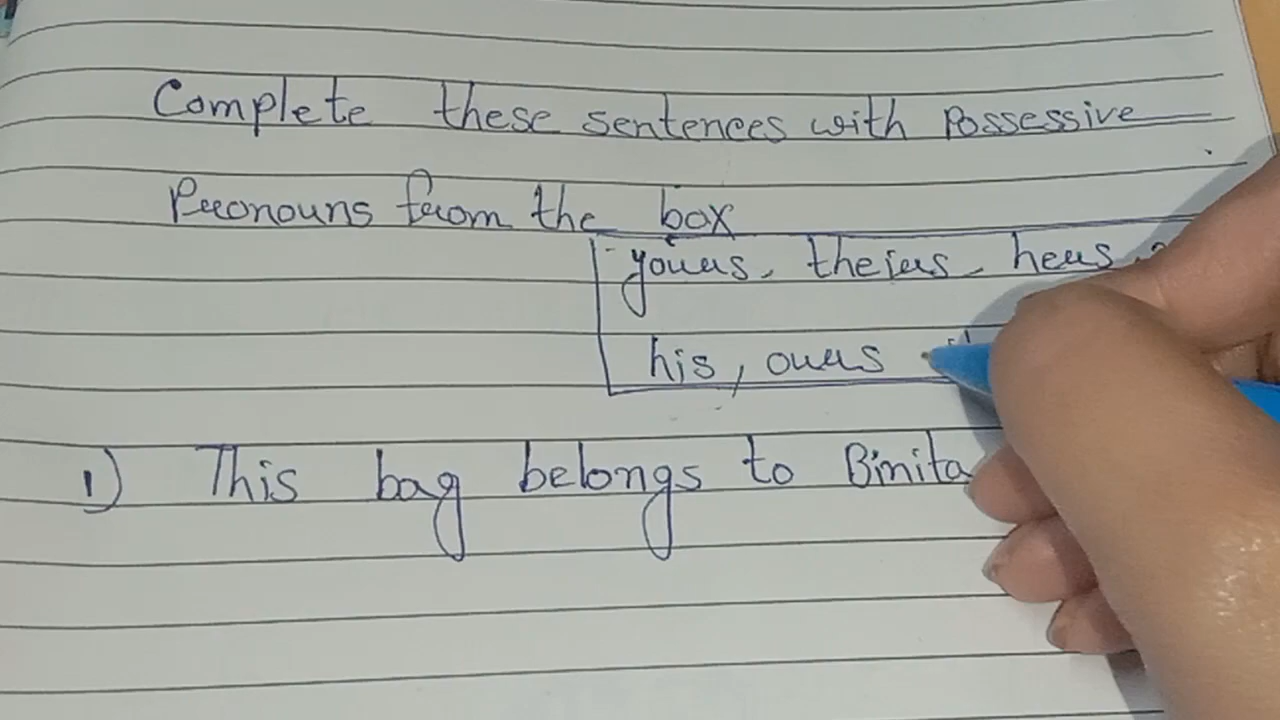 Complete these sentences with Possessive
Pronouns from the box
yours, theirs, hers,
his, ours
1) This bag belongs to Binita